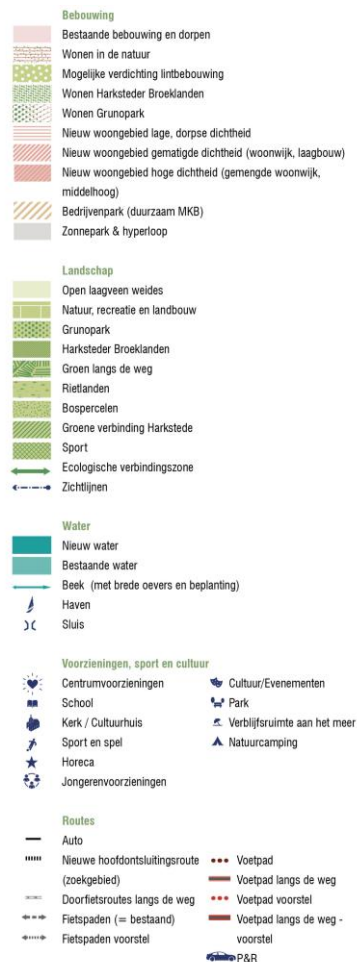 Bebouwing
Bestaande bebouwing en dorpen
Wonen in de natuur
Mogelijke verdichting lintbebouwing
Wonen Harksteder Broeklanden
Wonen Grunopark
Nieuw woongebied lage, dorpse dichtheid
Nieuw woongebied gematigde dichtheid (woonwijk, laagbouw)
Nieuw woongebied hoge dichtheid (gemengde woonwijk,
middelhoog)
Bedrijvenpark (duurzaam MKB)
Zonnepark & hyperloop
Landschap
Open laagveen weides
Natuur, recreatie en landbouw
Grunopark
Harksteder Broeklanden
Groen langs de weg
Rietlanden
Bospercelen
Groene verbinding Harkstede
Sport
Ecologische verbindingszone
Zichtlijnen
Water
Nieuw water
Bestaande water
Beek (met brede oevers en beplanting)
Haven
Sluis
Voorzieningen, sport en cultuur
Centrumvoorzieningen
School
Kerk / Cultuurhuis
Sport en spel
Horeca
Jongerenvoorzieningen
Cultuur/Evenementen
Park
Verblijfsruimte aan het meer
Natuurcamping
Routes
Auto
Nieuwe hoofdontsluitingsroute
(zoekgebied)
Doorfietsroutes langs de weg
Fietspaden (= bestaand)
Fietspaden voorstel
Voetpad
Voetpad langs de weg
Voetpad voorstel
Voetpad langs de weg -
voorstel
P&R